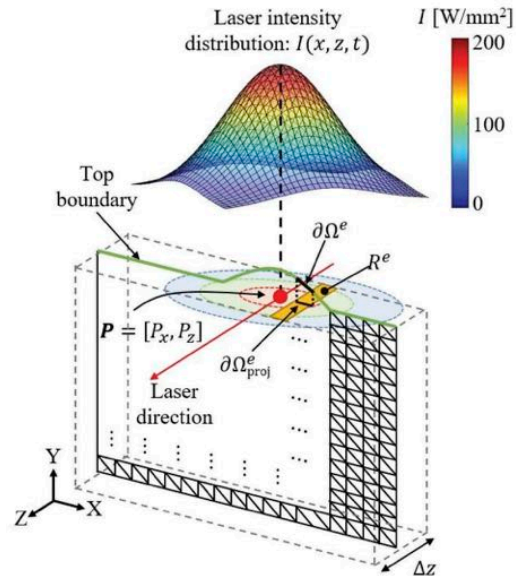 Laser intensity
distribution: I(x, z, t)
I [W/mm²]
200
100
0
Top
boundary
∂Ωᵉ
Rᵉ
P = [Pₓ, P_z]
∂Ωᵉ_proj
Laser
direction
Y
X
Z
Δz